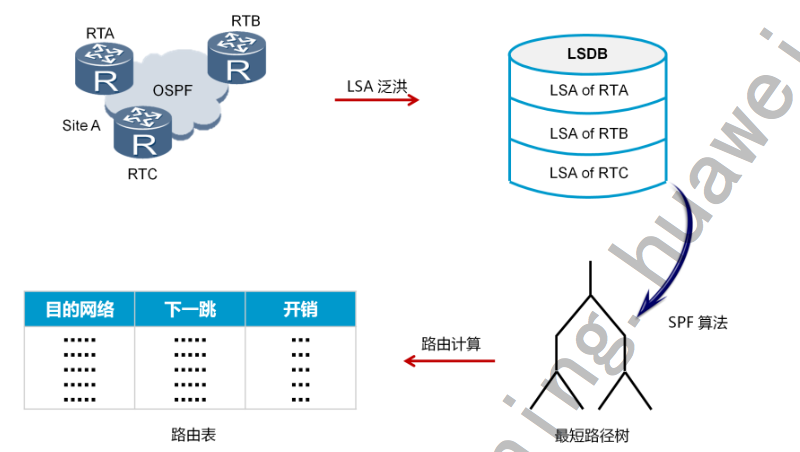 RTA
RTB
OSPF
Site A
RTC
LSA 泛洪
LSDB
LSA of RTA
LSA of RTB
LSA of RTC
SPF 算法
最短路径树
路由计算
目的网络 下一跳 开销
..... ..... ...
..... ..... ...
..... ..... ...
..... ..... ...
路由表
ning.huawei